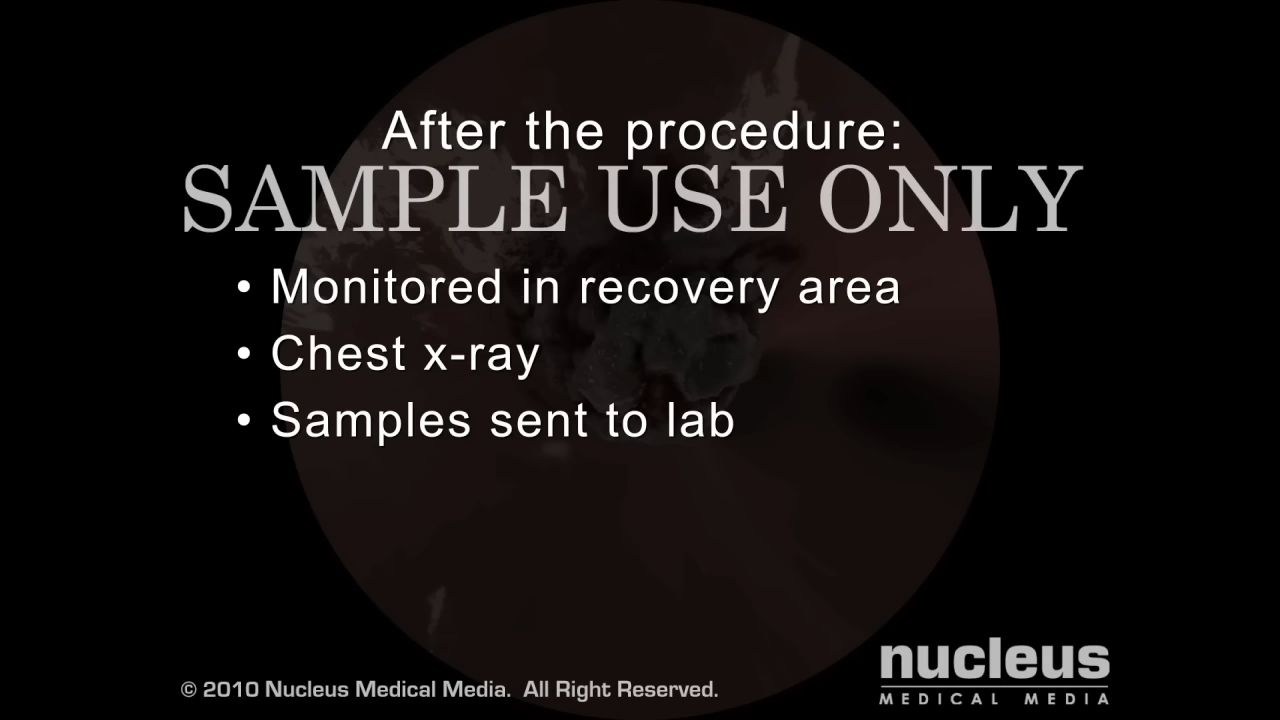 After the procedure:
SAMPLE USE ONLY
• Monitored in recovery area
• Chest x-ray
• Samples sent to lab
© 2010 Nucleus Medical Media. All Right Reserved.
nucleus
MEDICAL MEDIA